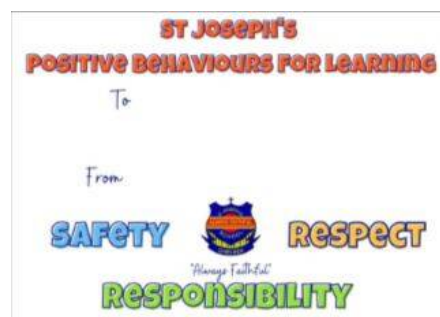 ST JOSEPH'S
POSITIVE BEHAVIOURS FOR LEARNING
To
From
SAFETY
RESPECT
"Always Faithful"
RESPONSIBILITY